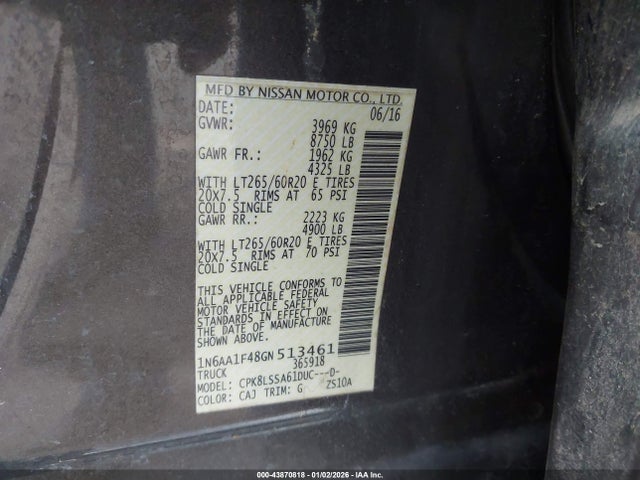 MFD BY NISSAN MOTOR CO., LTD.
DATE: 06/16
GVWR: 3969 KG
8750 LB
GAWR FR.: 1962 KG
4325 LB
WITH LT265/60R20 E TIRES
20X7.5 RIMS AT 65 PSI
COLD SINGLE
GAWR RR.: 2223 KG
4900 LB
WITH LT265/60R20 E TIRES
20X7.5 RIMS AT 70 PSI
COLD SINGLE
THIS VEHICLE CONFORMS TO
ALL APPLICABLE FEDERAL
MOTOR VEHICLE SAFETY
STANDARDS IN EFFECT ON
THE DATE OF MANUFACTURE
SHOWN ABOVE.
1N6AA1F48GN513461
TRUCK 365918
MODEL: CPK8LSSA61DUC---D-
COLOR: CAJ TRIM: G ZS10A
000-43870818 - 01/02/2026 - IAA Inc.